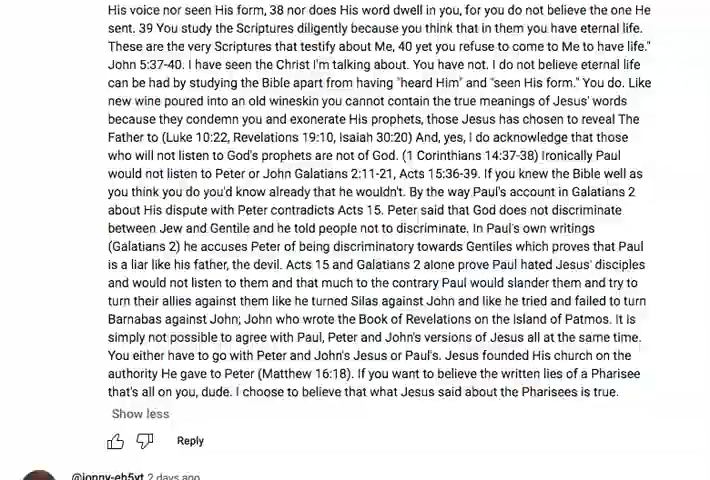 His voice nor seen His form, 38 nor does His word dwell in you, for you do not believe the one He
sent. 39 You study the Scriptures diligently because you think that in them you have eternal life.
These are the very Scriptures that testify about Me, 40 yet you refuse to come to Me to have life."
John 5:37-40. I have seen the Christ I'm talking about. You have not. I do not believe eternal life
can be had by studying the Bible apart from having "heard Him" and "seen His form." You do. Like
new wine poured into an old wineskin you cannot contain the true meanings of Jesus' words
because they condemn you and exonerate His prophets, those Jesus has chosen to reveal The
Father to (Luke 10:22, Revelations 19:10, Isaiah 30:20) And, yes, I do acknowledge that those
who will not listen to God's prophets are not of God. (1 Corinthians 14:37-38) Ironically Paul
would not listen to Peter or John Galatians 2:11-21, Acts 15:36-39. If you knew the Bible well as
you think you do you'd know already that he wouldn't. By the way Paul's account in Galatians 2
about His dispute with Peter contradicts Acts 15. Peter said that God does not discriminate
between Jew and Gentile and he told people not to discriminate. In Paul's own writings
(Galatians 2) he accuses Peter of being discriminatory towards Gentiles which proves that Paul
is a liar like his father, the devil. Acts 15 and Galatians 2 alone prove Paul hated Jesus' disciples
and would not listen to them and that much to the contrary Paul would slander them and try to
turn their allies against them like he turned Silas against John and like he tried and failed to turn
Barnabas against John; John who wrote the Book of Revelations on the Island of Patmos. It is
simply not possible to agree with Paul, Peter and John's versions of Jesus all at the same time.
You either have to go with Peter and John's Jesus or Paul's. Jesus founded His church on the
authority He gave to Peter (Matthew 16:18). If you want to believe the written lies of a Pharisee
that's all on you, dude. I choose to believe that what Jesus said about the Pharisees is true.
Show less
Reply
@jonny-eh5yt 2 days ago